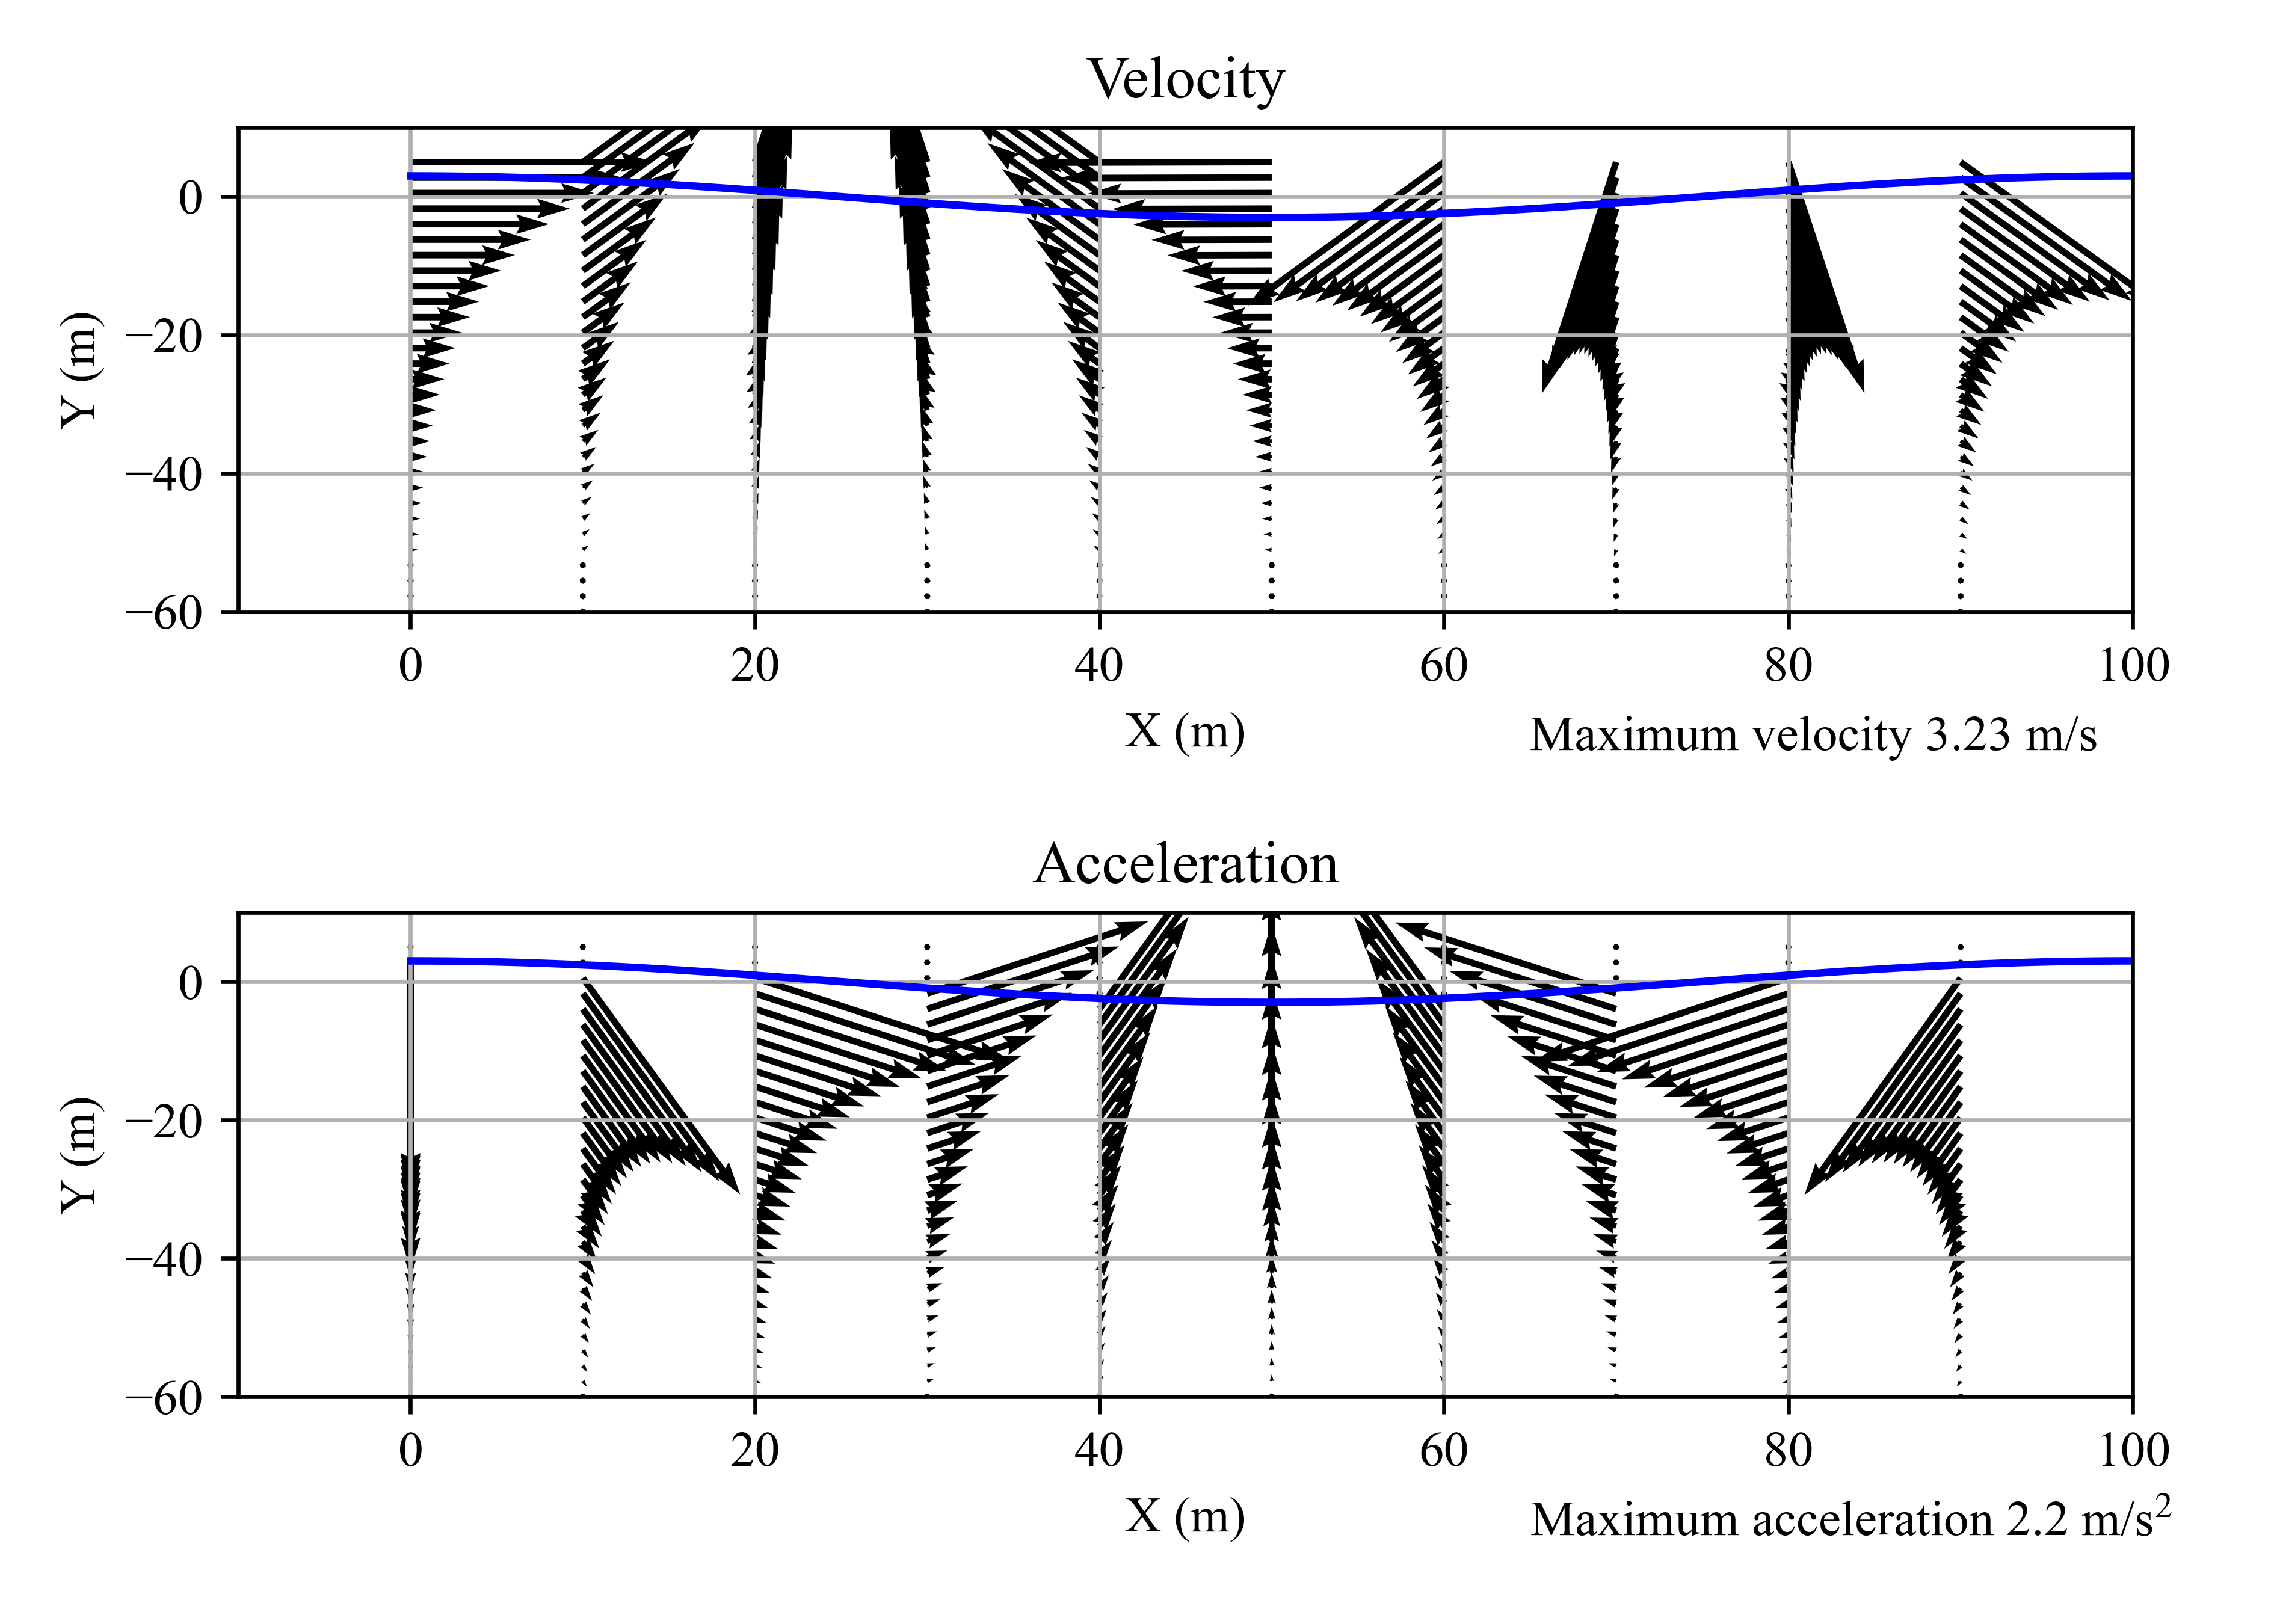 Velocity
Y (m)
0
−20
−40
−60
0 20 40 60 80 100
X (m)
Maximum velocity 3.23 m/s
Acceleration
Y (m)
0
−20
−40
−60
0 20 40 60 80 100
X (m)
Maximum acceleration 2.2 m/s²